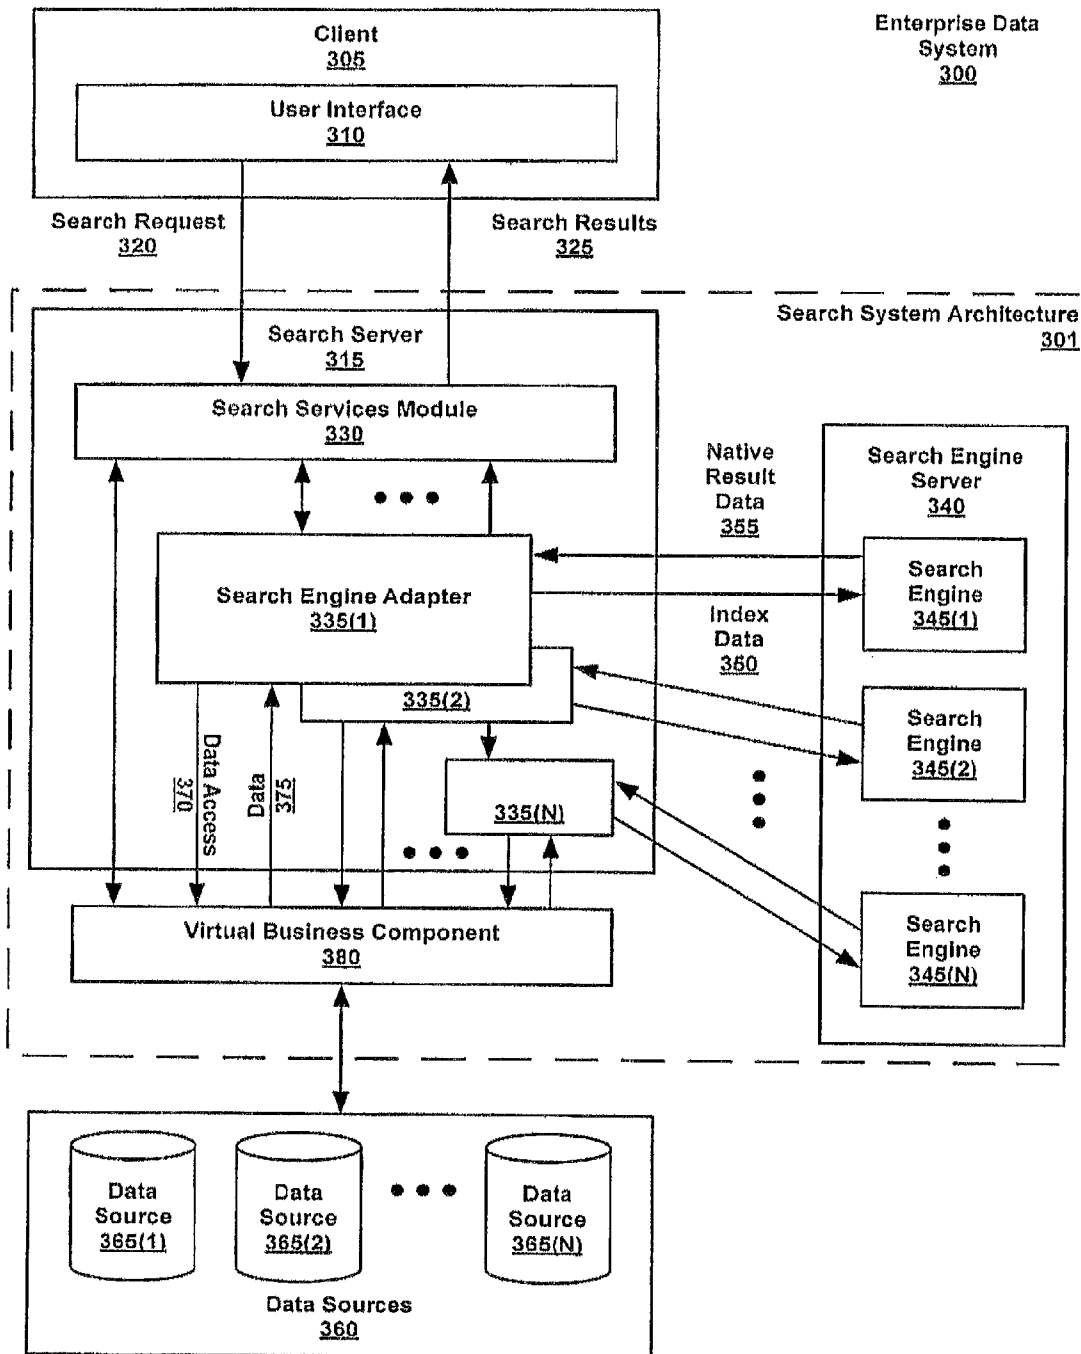 Enterprise Data
System
300
Client
305
User Interface
310
Search Request
320
Search Results
325
Search System Architecture
301
Search Server
315
Search Services Module
330
Native
Result
Data
355
Search Engine
Server
340
Search Engine Adapter
335(1)
Index
Data
350
Search
Engine
345(1)
335(2)
Search
Engine
345(2)
Data Access
370
Data
375
335(N)
Search
Engine
345(N)
Virtual Business Component
380
Data
Source
365(1)
Data
Source
365(2)
Data
Source
365(N)
Data Sources
360